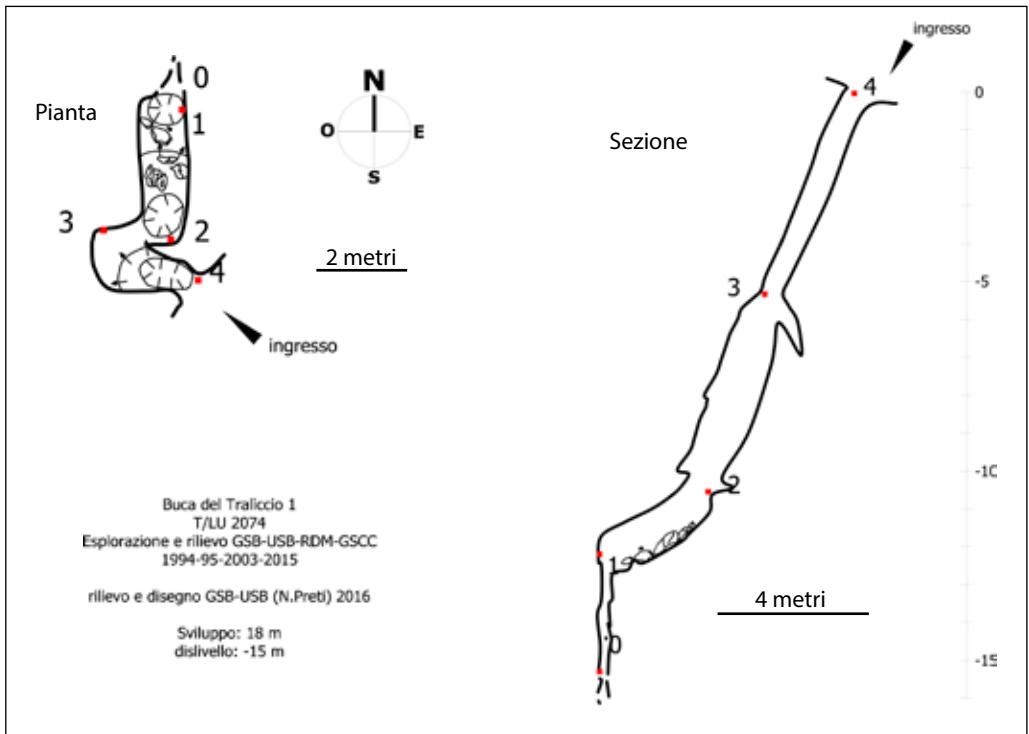 Pianta
0
1
2
3
4
ingresso
N
O
E
S
2 metri
Sezione
ingresso
4
3
2
1
0
4 metri
0
-5
-10
-15
Buca del Traliccio 1
T/LU 2074
Esplorazione e rilievo GSB-USB-RDM-GSCC
1994-95-2003-2015
rilievo e disegno GSB-USB (N.Preti) 2016
Sviluppo: 18 m
dislivello: -15 m